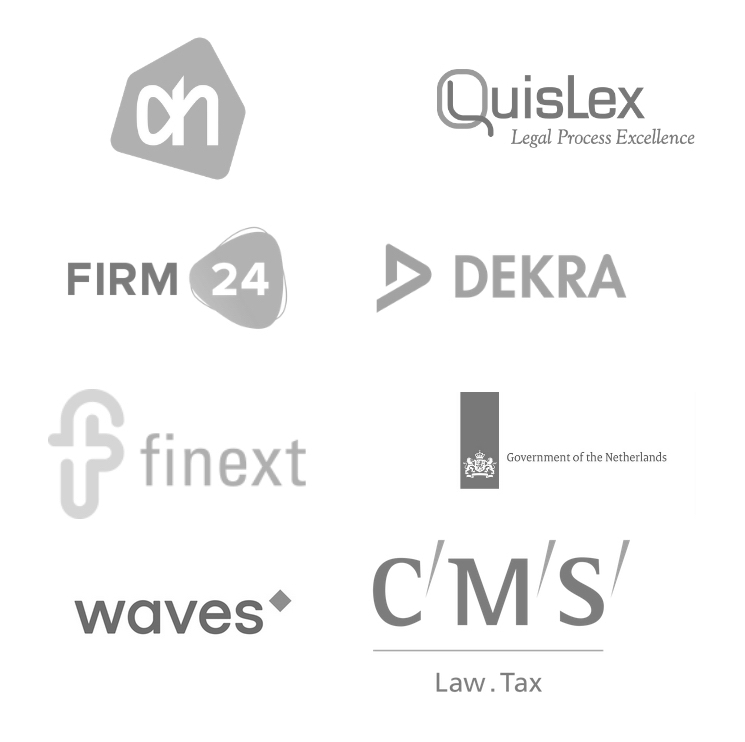 ah
QuisLex
Legal Process Excellence
FIRM 24
DEKRA
finext
Government of the Netherlands
waves
C/M/S/
Law.Tax